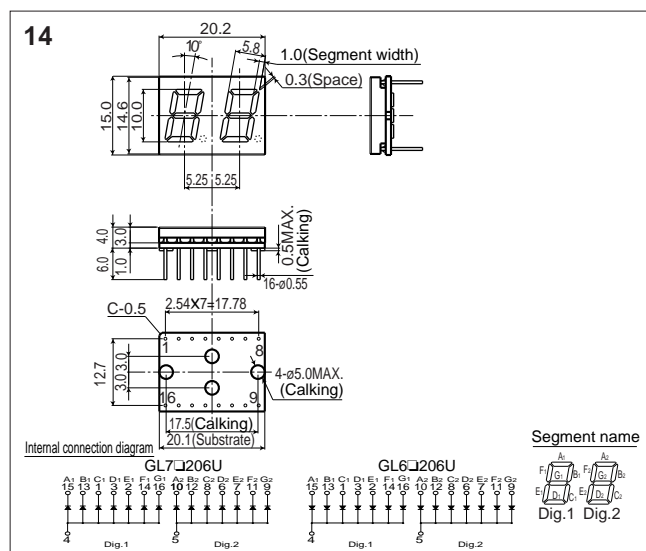 14
20.2
10°
5.8
1.0(Segment width)
0.3(Space)
15.0
14.6
10.0
5.25 5.25
4.0
3.0
6.0
1.0
0.5MAX.
(Calking)
16-ø0.55
2.54X7=17.78
C-0.5
1
8
12.7
3.0 3.0
4-ø5.0MAX.
(Calking)
16
9
17.5(Calking)
20.1(Substrate)
Internal connection diagram
Segment name
GL7□206U
GL6□206U
A1 B1 C1 D1 E1 F1 G1 A2 B2 C2 D2 E2 F2 G2
15 13 1 3 2 14 16 10 12 8 6 7 11 9
4
Dig.1
5
Dig.2
A1 B1 C1 D1 E1 F1 G1 A2 B2 C2 D2 E2 F2 G2
15 13 1 3 2 14 16 10 12 8 6 7 11 9
4
Dig.1
5
Dig.2
A1 A2
F1 G1 B1 F2 G2 B2
E1 D1 C1 E2 D2 C2
Dig.1 Dig.2